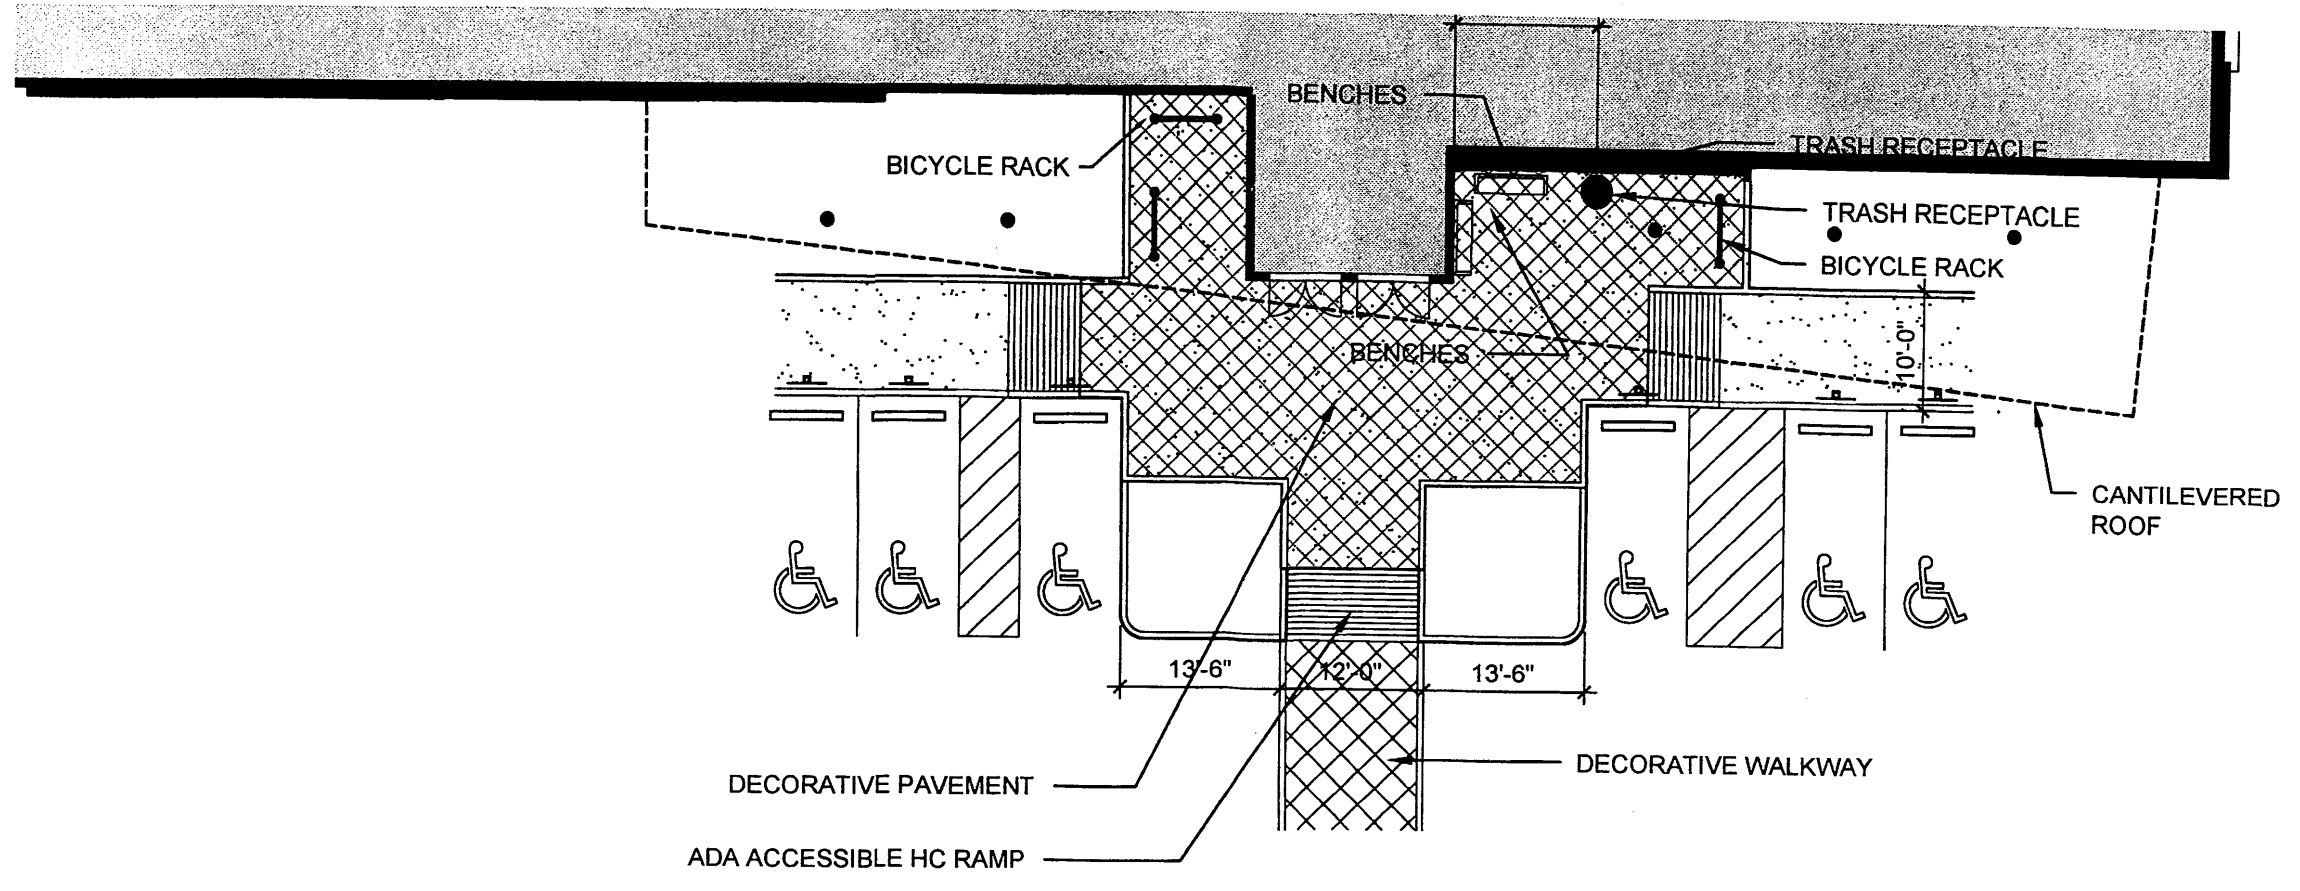 BENCHES
TRASH RECEPTACLE
BICYCLE RACK
TRASH RECEPTACLE
BICYCLE RACK
BENCHES
10'-0"
CANTILEVERED
ROOF
13'-6"
12'-0"
13'-6"
DECORATIVE PAVEMENT
DECORATIVE WALKWAY
ADA ACCESSIBLE HC RAMP